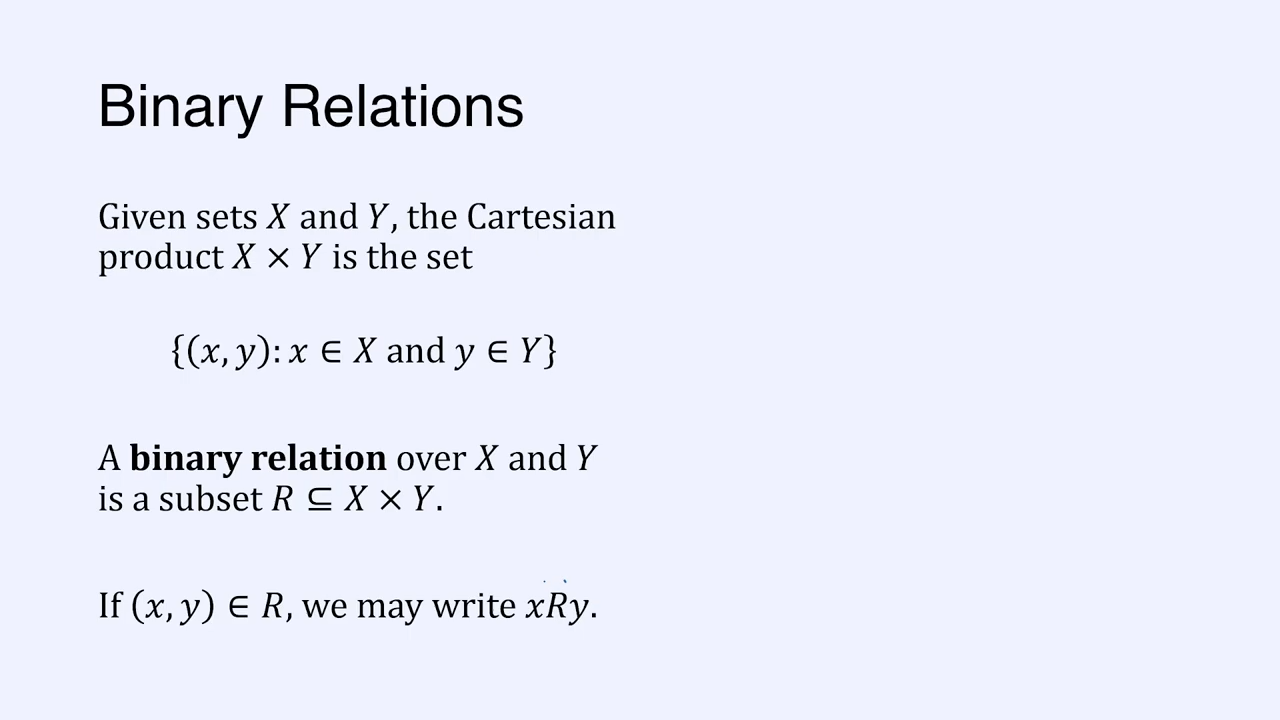 Binary Relations
Given sets X and Y, the Cartesian
product X × Y is the set
{(x, y): x ∈ X and y ∈ Y}
A binary relation over X and Y
is a subset R ⊆ X × Y.
If (x, y) ∈ R, we may write xRy.